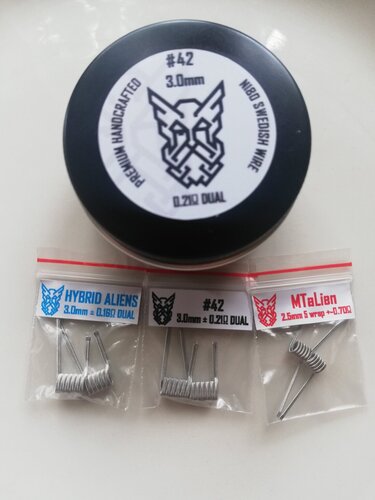 #42
3.0mm
PREMIUM HANDCRAFTED
NI80 SWEDISH WIRE
0.21Ω DUAL
HYBRID ALIENS
3.0mm ± 0.16Ω DUAL
#42
3.0mm ± 0.21Ω DUAL
MTaLien
2.5mm 5 wrap +-0.70Ω